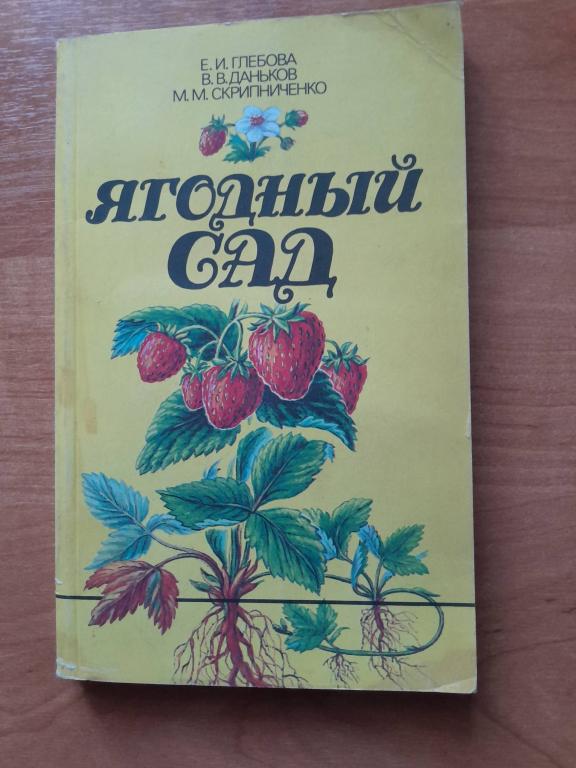 Е. И. ГЛЕБОВА
В. В. ДАНЬКОВ
М. М. СКРИПНИЧЕНКО
ЯГОДНЫЙ
САД